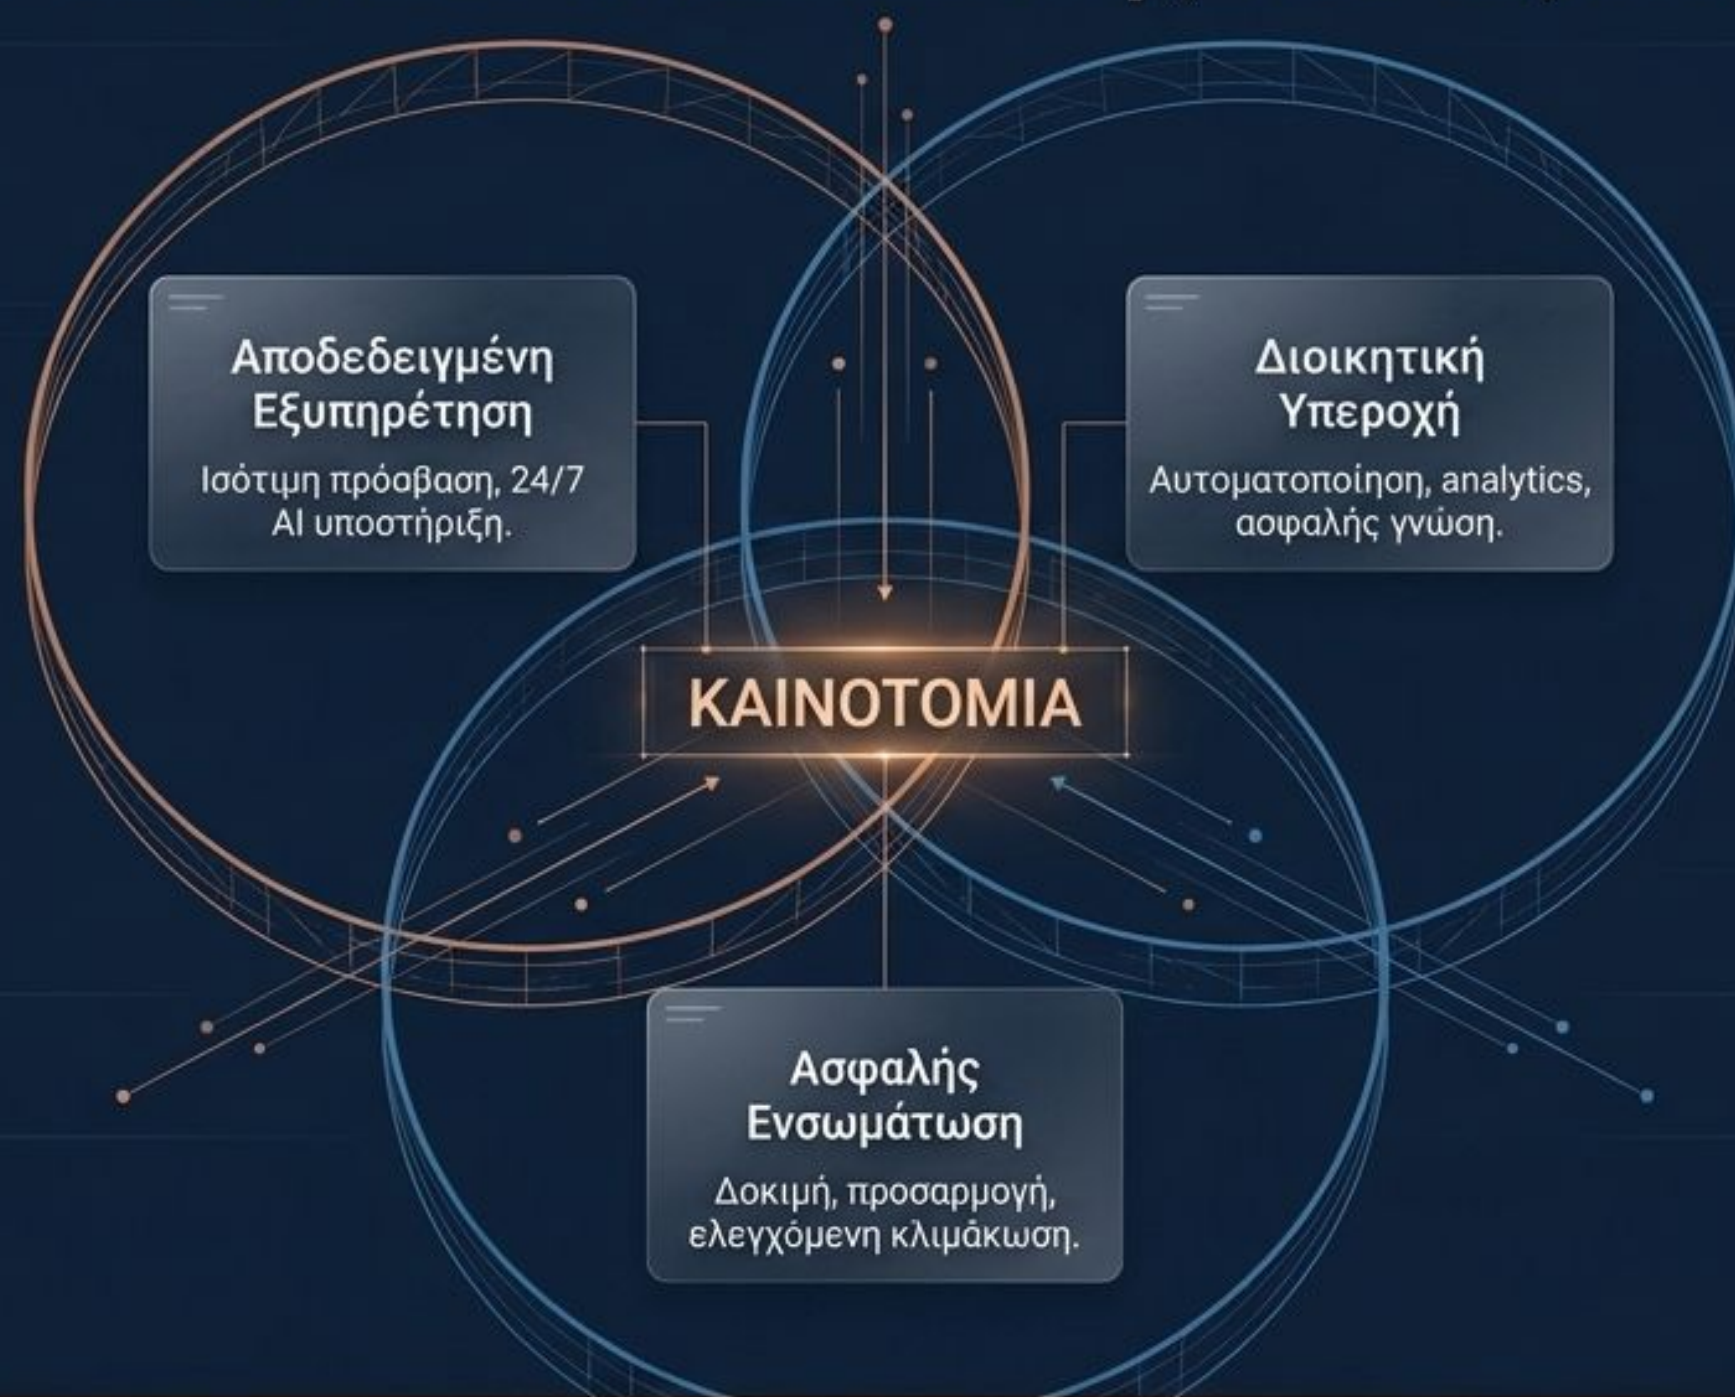 Αποδεδειγμένη
Εξυπηρέτηση
Ισότιμη πρόσβαση, 24/7
AI υποστήριξη.
Διοικητική
Υπεροχή
Αυτοματοποίηση, analytics,
ασφαλής γνώση.
ΚΑΙΝΟΤΟΜΙΑ
Ασφαλής
Ενσωμάτωση
Δοκιμή, προσαρμογή,
ελεγχόμενη κλιμάκωση.